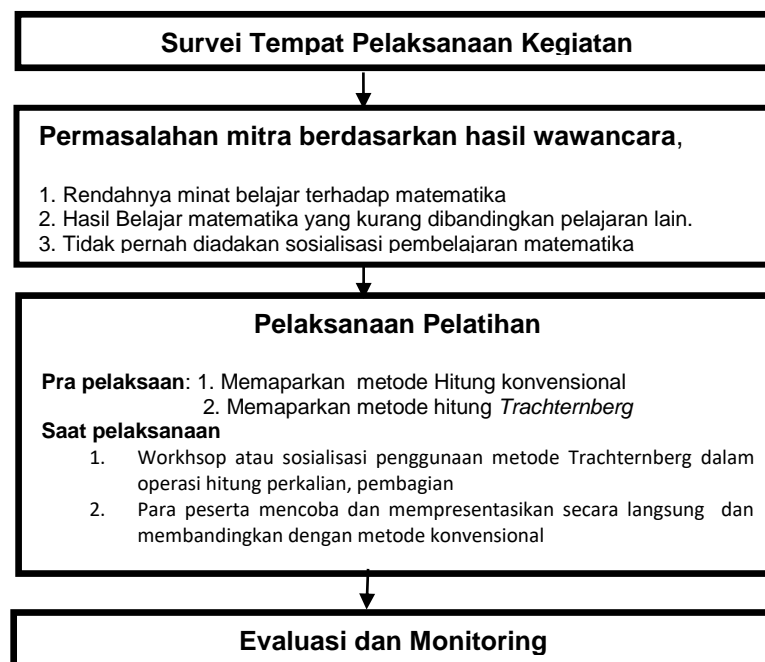 Survei Tempat Pelaksanaan Kegiatan
Permasalahan mitra berdasarkan hasil wawancara,
1. Rendahnya minat belajar terhadap matematika
2. Hasil Belajar matematika yang kurang dibandingkan pelajaran lain.
3. Tidak pernah diadakan sosialisasi pembelajaran matematika
Pelaksanaan Pelatihan
Pra pelaksaan: 1. Memaparkan metode Hitung konvensional
2. Memaparkan metode hitung Trachternberg
Saat pelaksanaan
1. Workhsop atau sosialisasi penggunaan metode Trachternberg dalam
operasi hitung perkalian, pembagian
2. Para peserta mencoba dan mempresentasikan secara langsung dan
membandingkan dengan metode konvensional
Evaluasi dan Monitoring